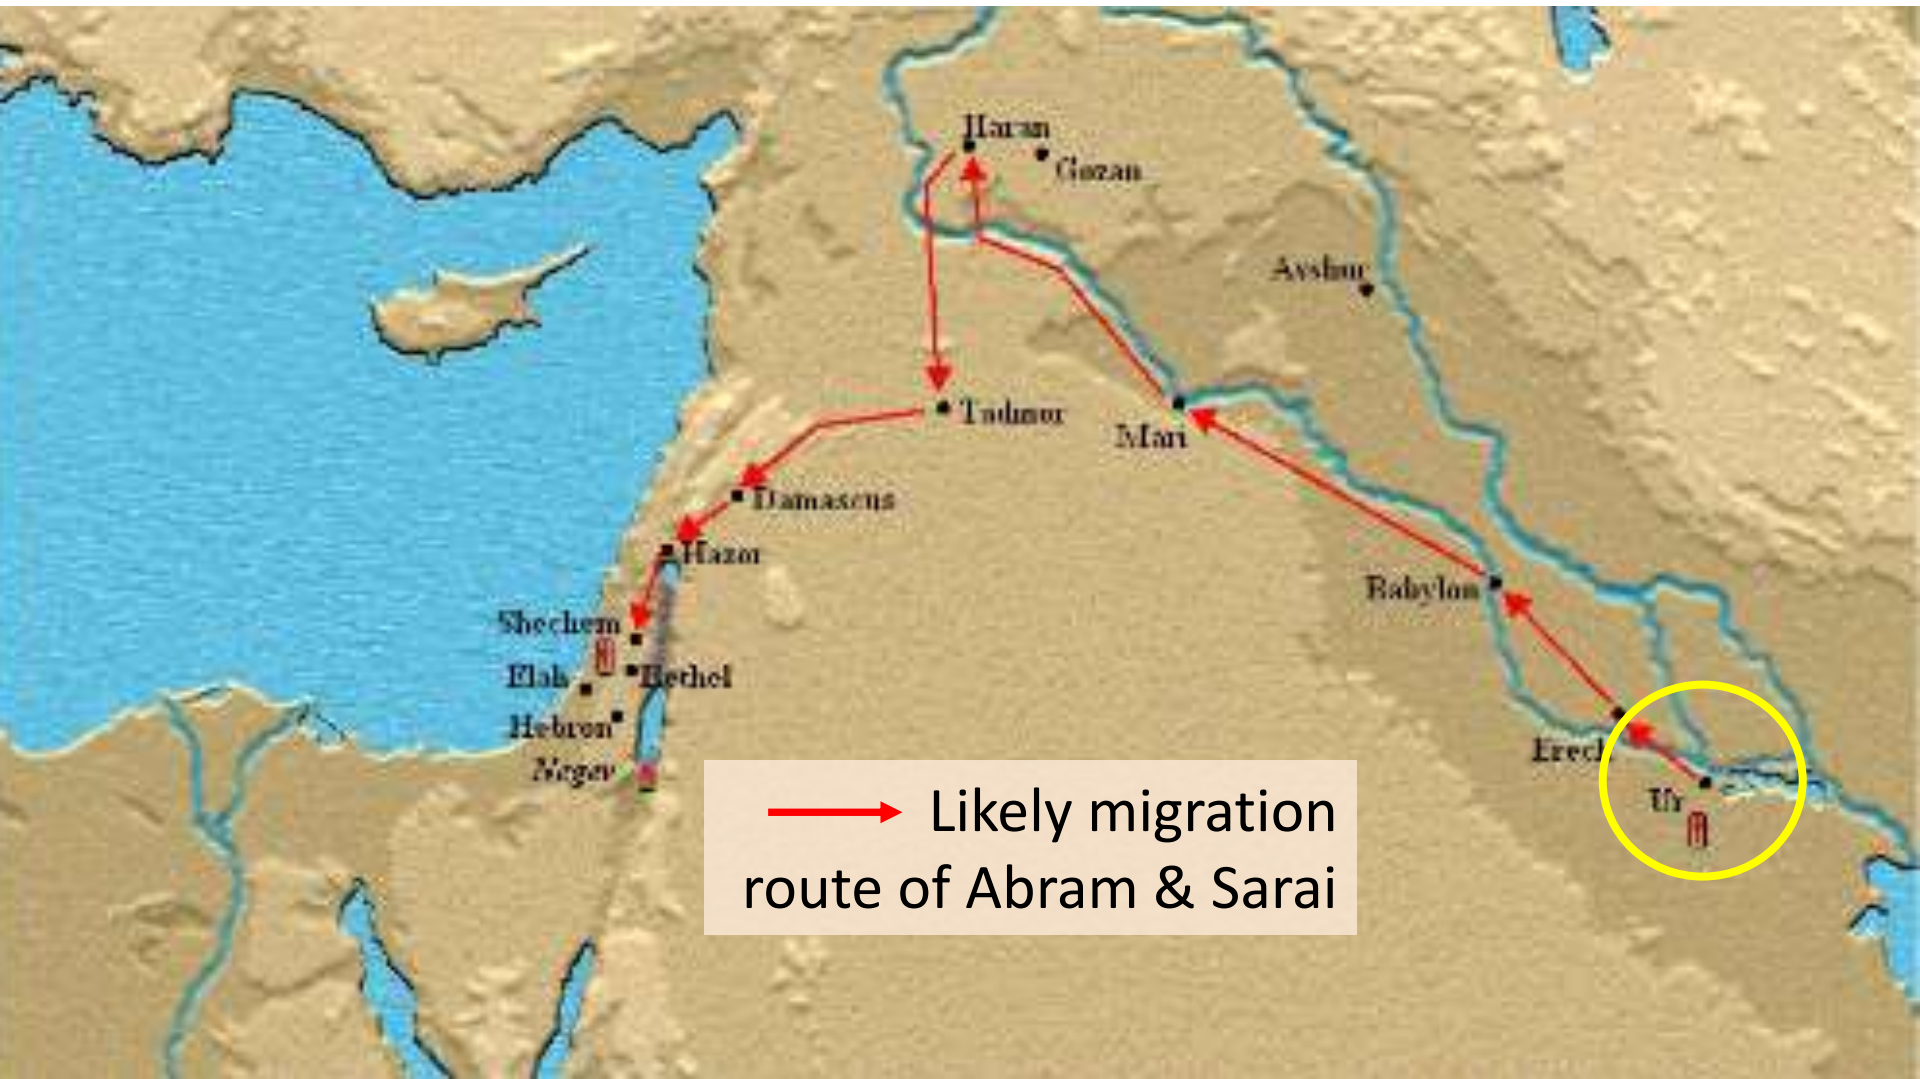 Haran
Gozan
Asshur
Tadmor
Mari
Damascus
Hazor
Babylon
Shechem
Elah
Bethel
Hebron
Erech
Negev
Ur
Likely migration
route of Abram & Sarai